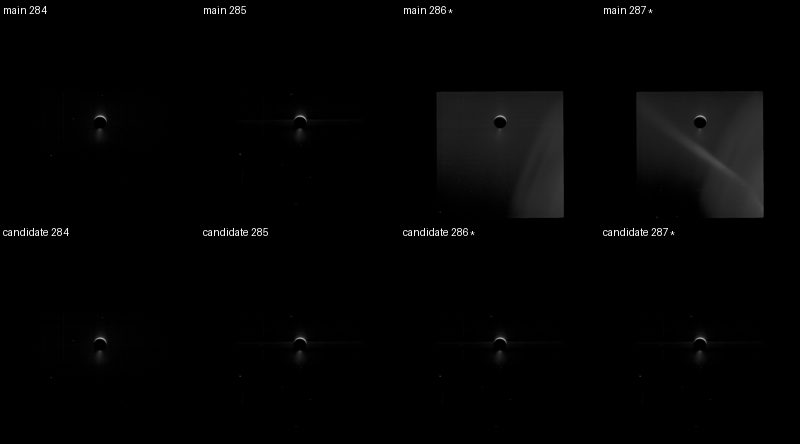 main 284
main 285
main 286*
main 287*
candidate 284
candidate 285
candidate 286*
candidate 287*